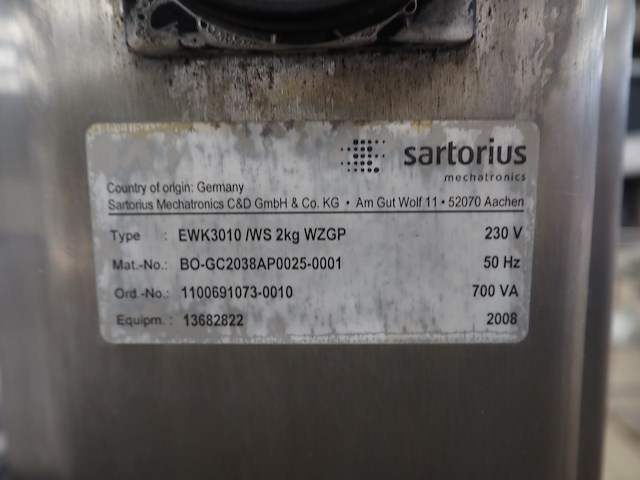 sartorius
mechatronics
Country of origin: Germany
Sartorius Mechatronics C&D GmbH & Co. KG • Am Gut Wolf 11 • 52070 Aachen
Type : EWK3010 /WS 2kg WZGP 230 V
Mat.-No.: BO-GC2038AP0025-0001 50 Hz
Ord.-No.: 1100691073-0010 700 VA
Equipm. : 13682822 2008